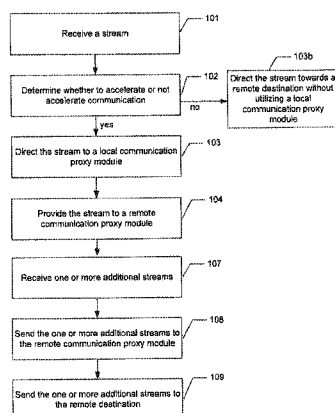 101
Receive a stream
103b
102
Determine whether to accelerate or not
accelerate communication
no
Direct the stream towards a
remote destination without
utilizing a local
communication proxy
module
yes
103
Direct the stream to a local communication
proxy module
104
Provide the stream to a remote
communication proxy module
107
Receive one or more additional streams
108
Send the one or more additional streams to
the remote communication proxy module
109
Send the one or more additional streams to
the remote destination